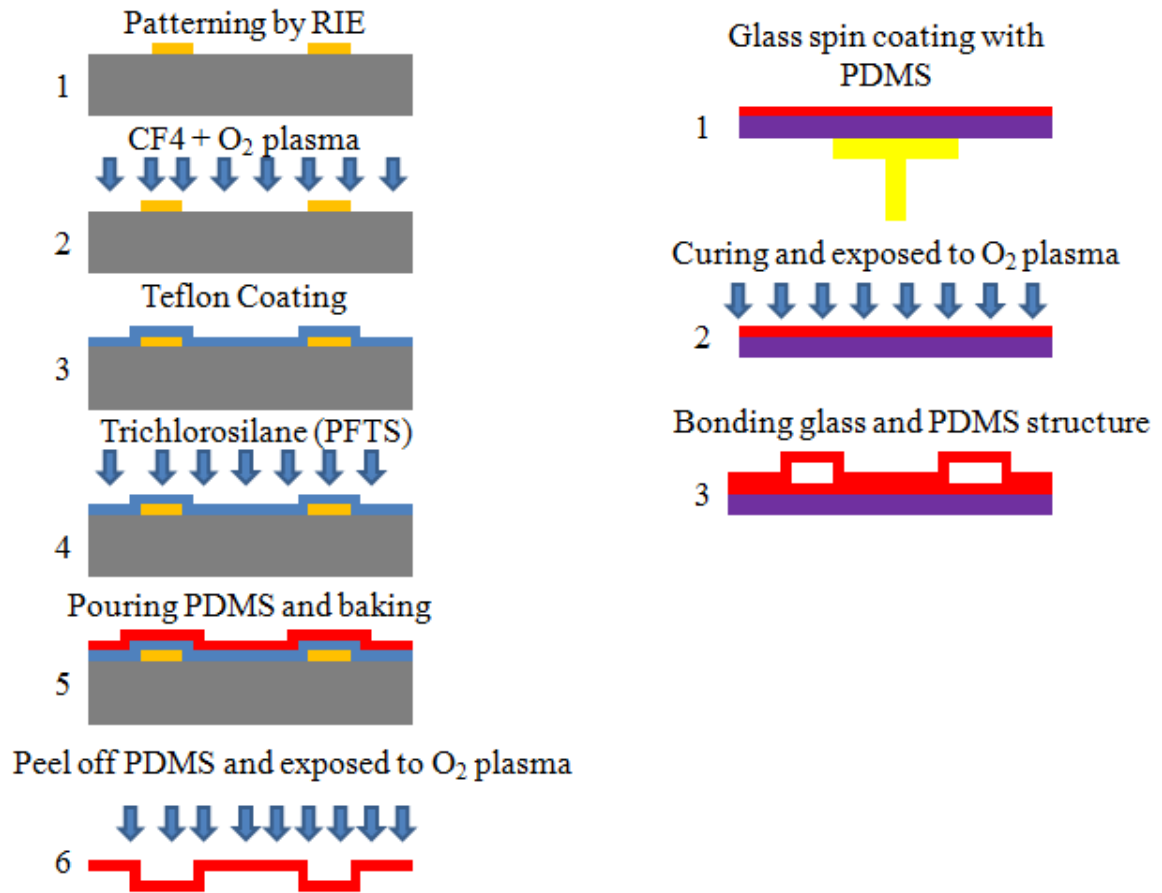 Patterning by RIE
1
CF4 + O₂ plasma
2
Teflon Coating
3
Trichlorosilane (PFTS)
4
Pouring PDMS and baking
5
Peel off PDMS and exposed to O₂ plasma
6
Glass spin coating with
PDMS
1
Curing and exposed to O₂ plasma
2
Bonding glass and PDMS structure
3